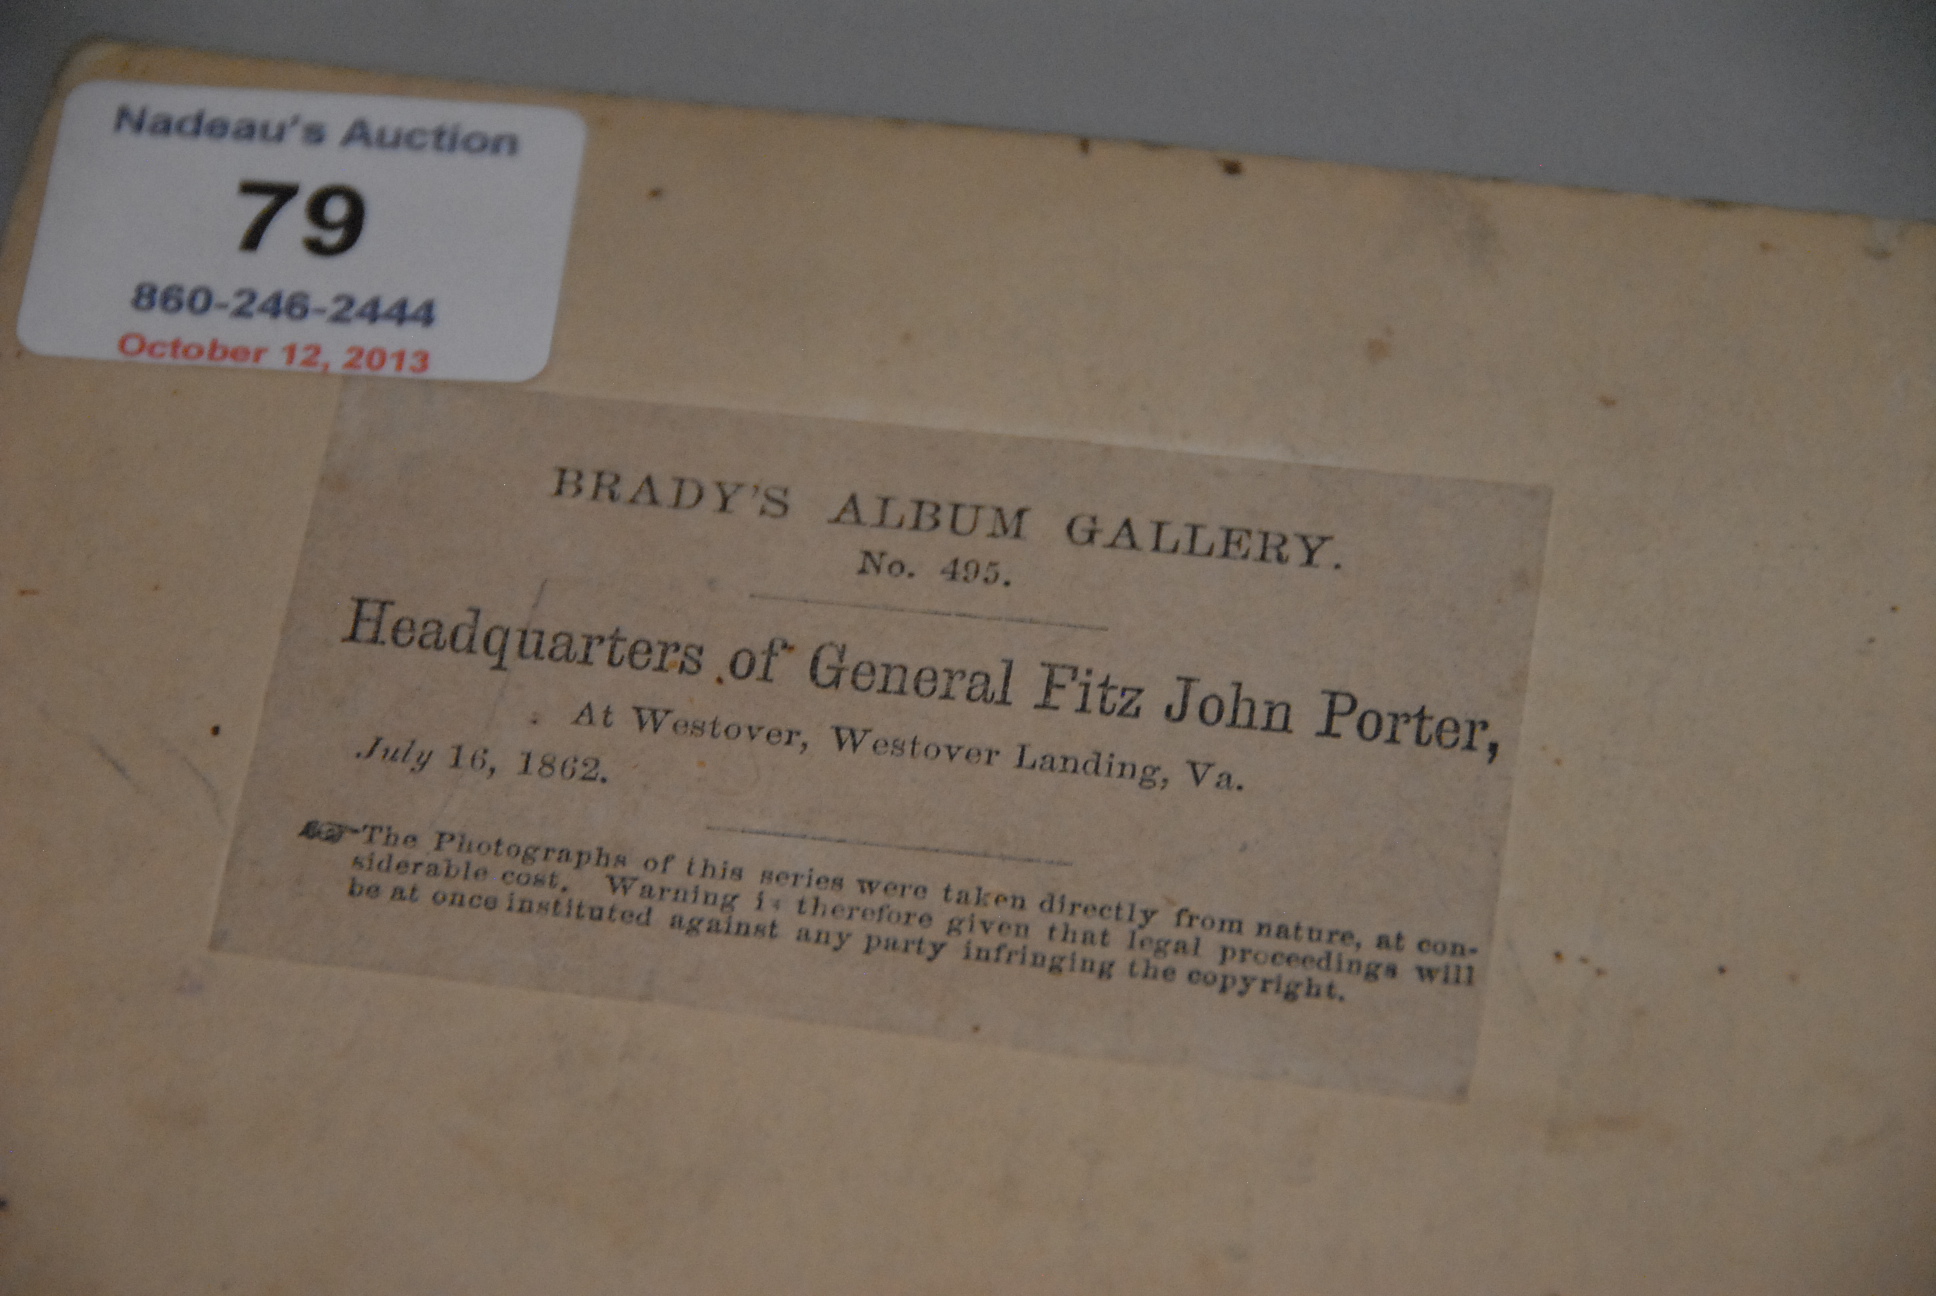 Nadeau's Auction
79
860-246-2444
October 12, 2013
BRADY'S ALBUM GALLERY.
No. 495.
Headquarters of General Fitz John Porter,
At Westover, Westover Landing, Va.
July 16, 1862.
The Photographs of this series were taken directly from nature, at con-
siderable cost. Warning is therefore given that legal proceedings will
be at once instituted against any party infringing the copyright.